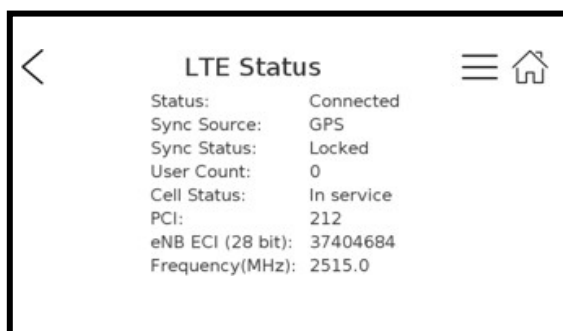 LTE Status
Status: Connected
Sync Source: GPS
Sync Status: Locked
User Count: 0
Cell Status: In service
PCI: 212
eNB ECI (28 bit): 37404684
Frequency(MHz): 2515.0